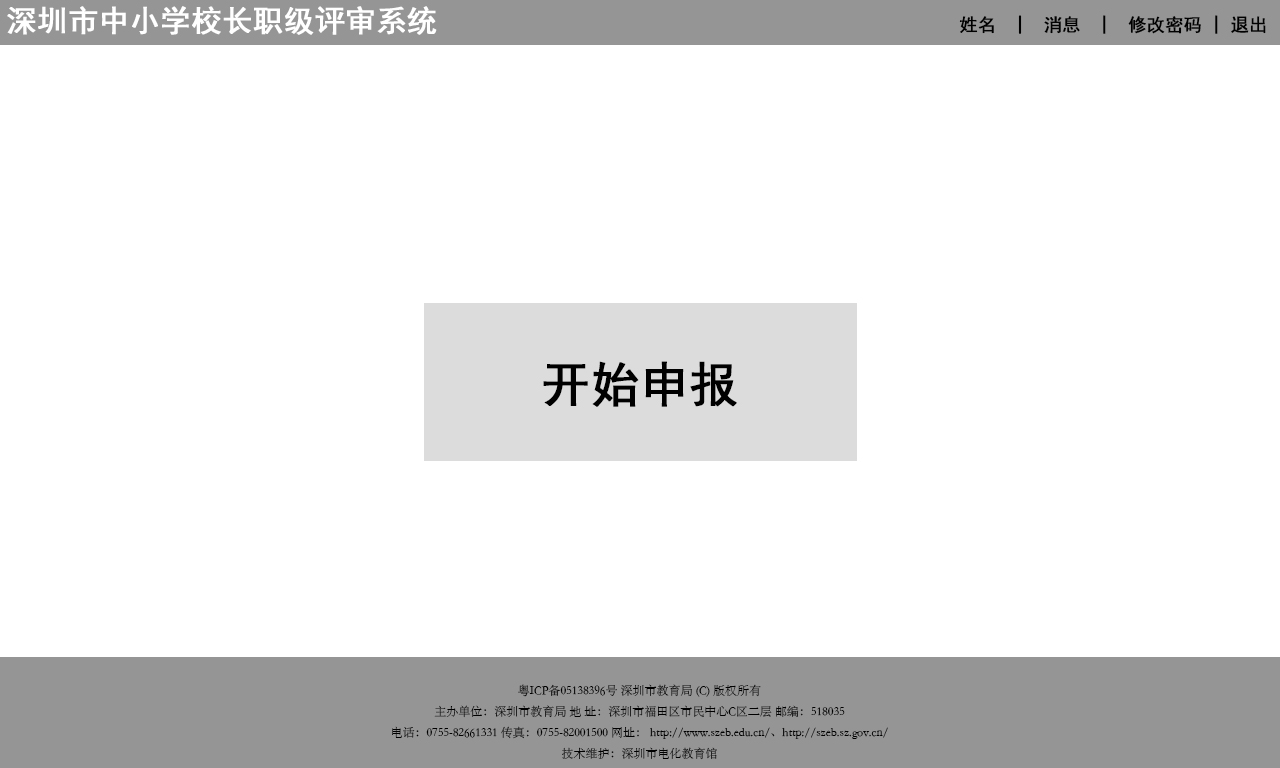 深圳市中小学校长职级评审系统
姓名 | 消息 | 修改密码 | 退出
开始申报
粤ICP备05138396号 深圳市教育局 (C) 版权所有
主办单位：深圳市教育局 地 址：深圳市福田区市民中心C区二层 邮编：518035
电话：0755-82661331 传真：0755-82001500 网址： http://www.szeb.edu.cn/、http://szeb.sz.gov.cn/
技术维护：深圳市电化教育馆